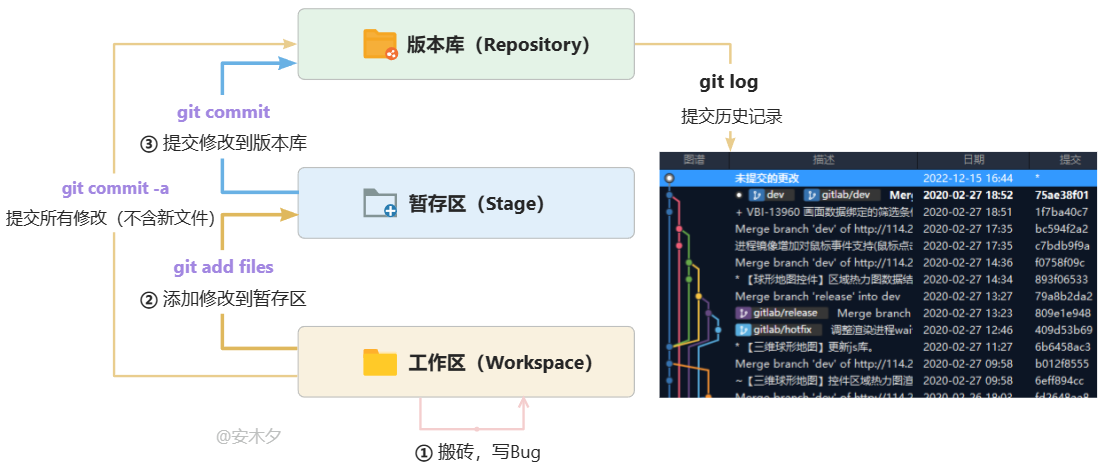 版本库（Repository）
git log
提交历史记录
git commit
③ 提交修改到版本库
git commit -a
提交所有修改（不含新文件）
暂存区（Stage）
git add files
② 添加修改到暂存区
工作区（Workspace）
① 搬砖，写Bug
@安木夕
图谱 描述 日期 提交
未提交的更改 2022-12-15 16:44 *
dev gitlab/dev Merg 2020-02-27 18:52 75ae38f01
+ VBI-13960 画面数据绑定的筛选条件 2020-02-27 18:51 1f7ba40c7
Merge branch 'dev' of http://114.2 2020-02-27 17:35 bc594f2a2
进程镜像增加对鼠标事件支持(鼠标点击 2020-02-27 17:35 c7bdb9f9a
Merge branch 'dev' of http://114.2 2020-02-27 14:36 f0758f09c
* 【球形地图控件】区域热力图数据结 2020-02-27 14:34 893f06533
Merge branch 'release' into dev 2020-02-27 13:27 79a8b2da2
gitlab/release Merge branch 2020-02-27 13:23 809e1e948
gitlab/hotfix 调整渲染进程wait 2020-02-27 12:46 409d53b69
* 【三维球形地图】更新js库。 2020-02-27 11:27 6b6458ac3
Merge branch 'dev' of http://114.2 2020-02-27 09:58 b012f8555
~【三维球形地图】控件区域热力图渲 2020-02-27 09:58 6eff894cc
Merge branch 'dev' of http://114.2 2020-02-26 18:03 fd2648aa8